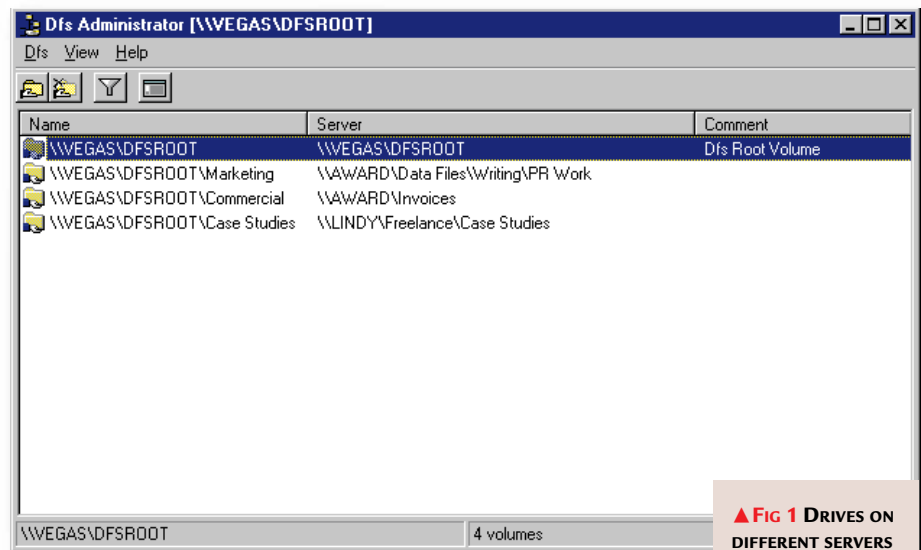 Dfs Administrator [\\VEGAS\DFSROOT]
Dfs View Help
Name Server Comment
\\VEGAS\DFSROOT \\VEGAS\DFSROOT Dfs Root Volume
\\VEGAS\DFSROOT\Marketing \\AWARD\Data Files\Writing\PR Work
\\VEGAS\DFSROOT\Commercial \\AWARD\Invoices
\\VEGAS\DFSROOT\Case Studies \\LINDY\Freelance\Case Studies
\\VEGAS\DFSROOT 4 volumes
▲FIG 1 DRIVES ON
DIFFERENT SERVERS